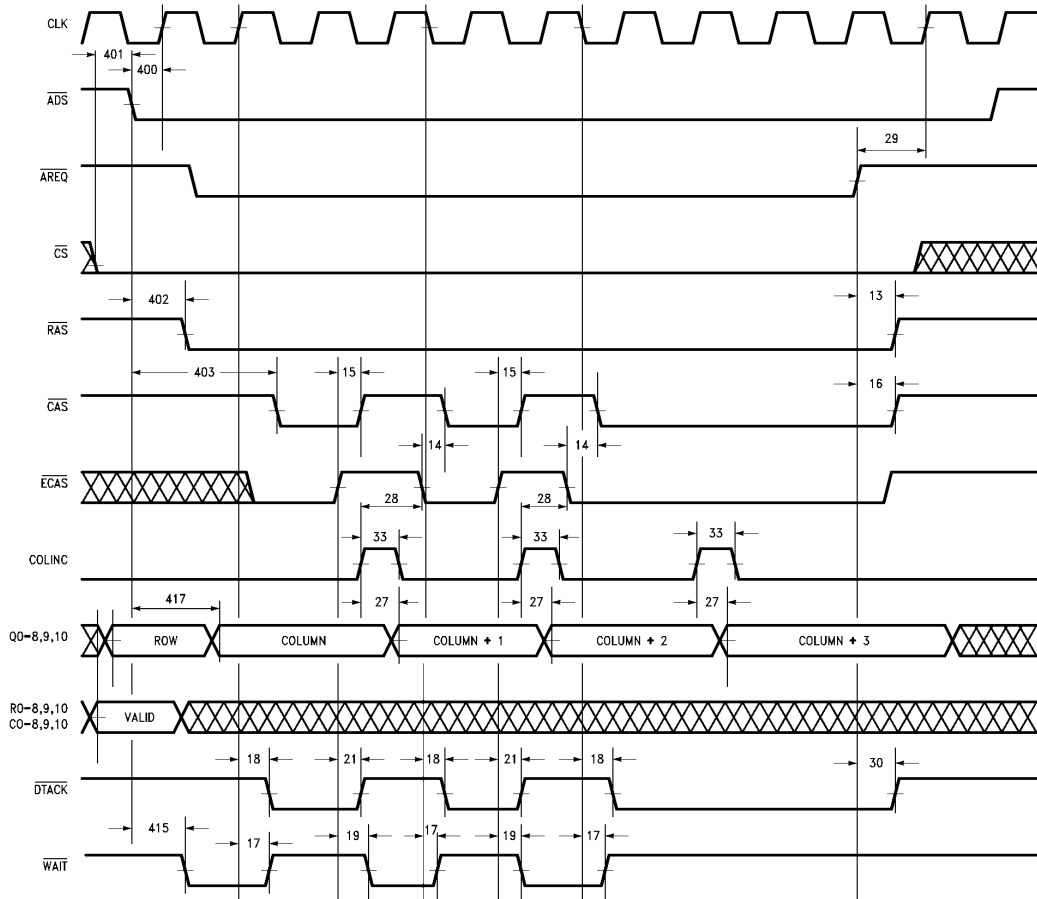 CLK
401
400
ADS
29
AREQ
CS
402
13
RAS
403
15
15
16
CAS
14
14
ECAS
28
28
33
33
33
COLINC
417
27
27
27
Q0-8,9,10
ROW
COLUMN
COLUMN + 1
COLUMN + 2
COLUMN + 3
R0-8,9,10
C0-8,9,10
VALID
18
21
18
21
18
30
DTACK
415
17
19
17
19
17
WAIT